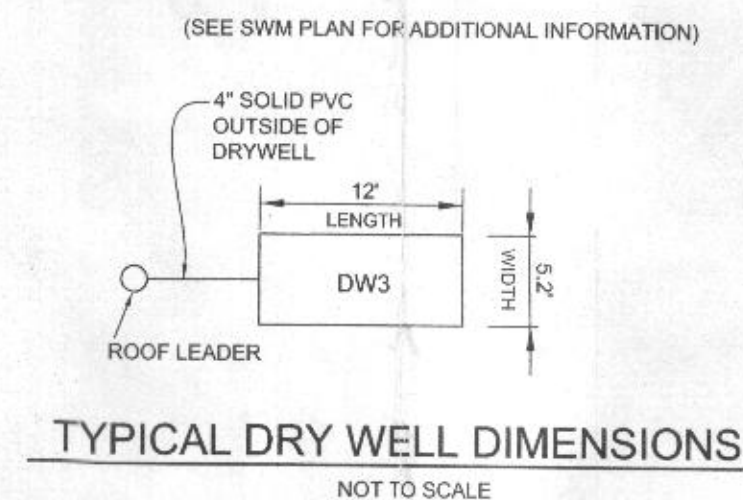 (SEE SWM PLAN FOR ADDITIONAL INFORMATION)
4" SOLID PVC
OUTSIDE OF
DRYWELL
12'
LENGTH
DW3
WIDTH
5.2'
ROOF LEADER
TYPICAL DRY WELL DIMENSIONS
NOT TO SCALE